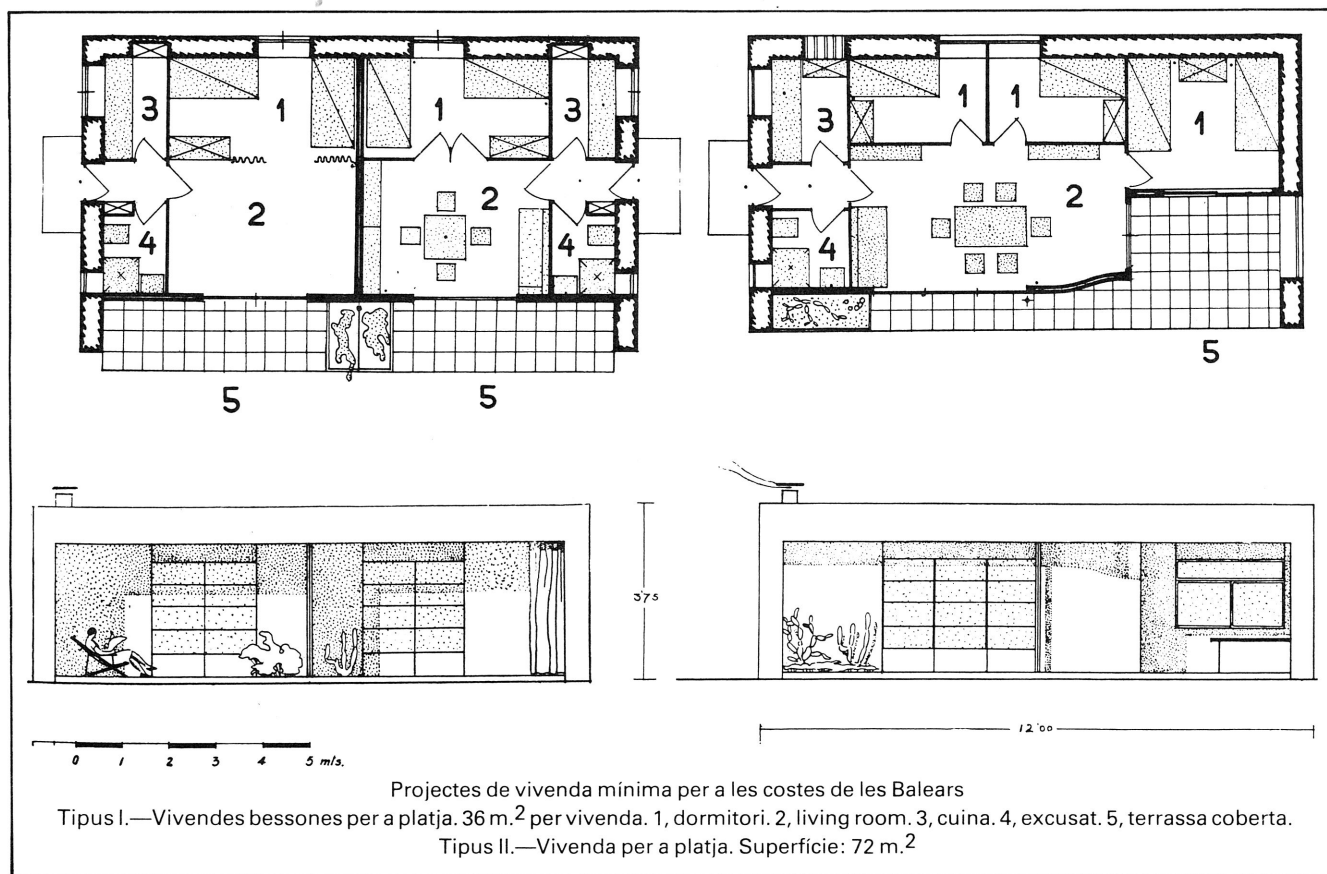 3 1 1 3
2 2
4 4
5 5
3 1 1 1
2
4
5
375
12'00
0 1 2 3 4 5 m/s.
Projectes de vivenda mínima per a les costes de les Balears
Tipus I.—Vivendes bessones per a platja. 36 m.² per vivenda. 1, dormitori. 2, living room. 3, cuina. 4, excusat. 5, terrassa coberta.
Tipus II.—Vivenda per a platja. Superfície: 72 m.²